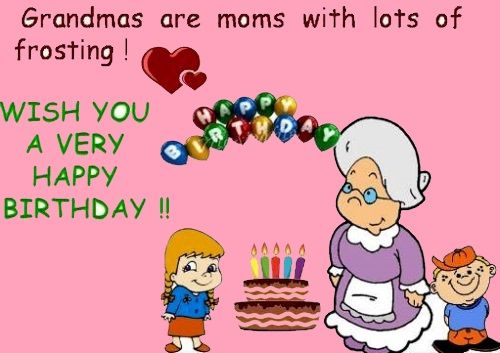 Grandmas are moms with lots of
frosting !
WISH YOU
A VERY
HAPPY
BIRTHDAY !!
HAPPY
BIRTHDAY